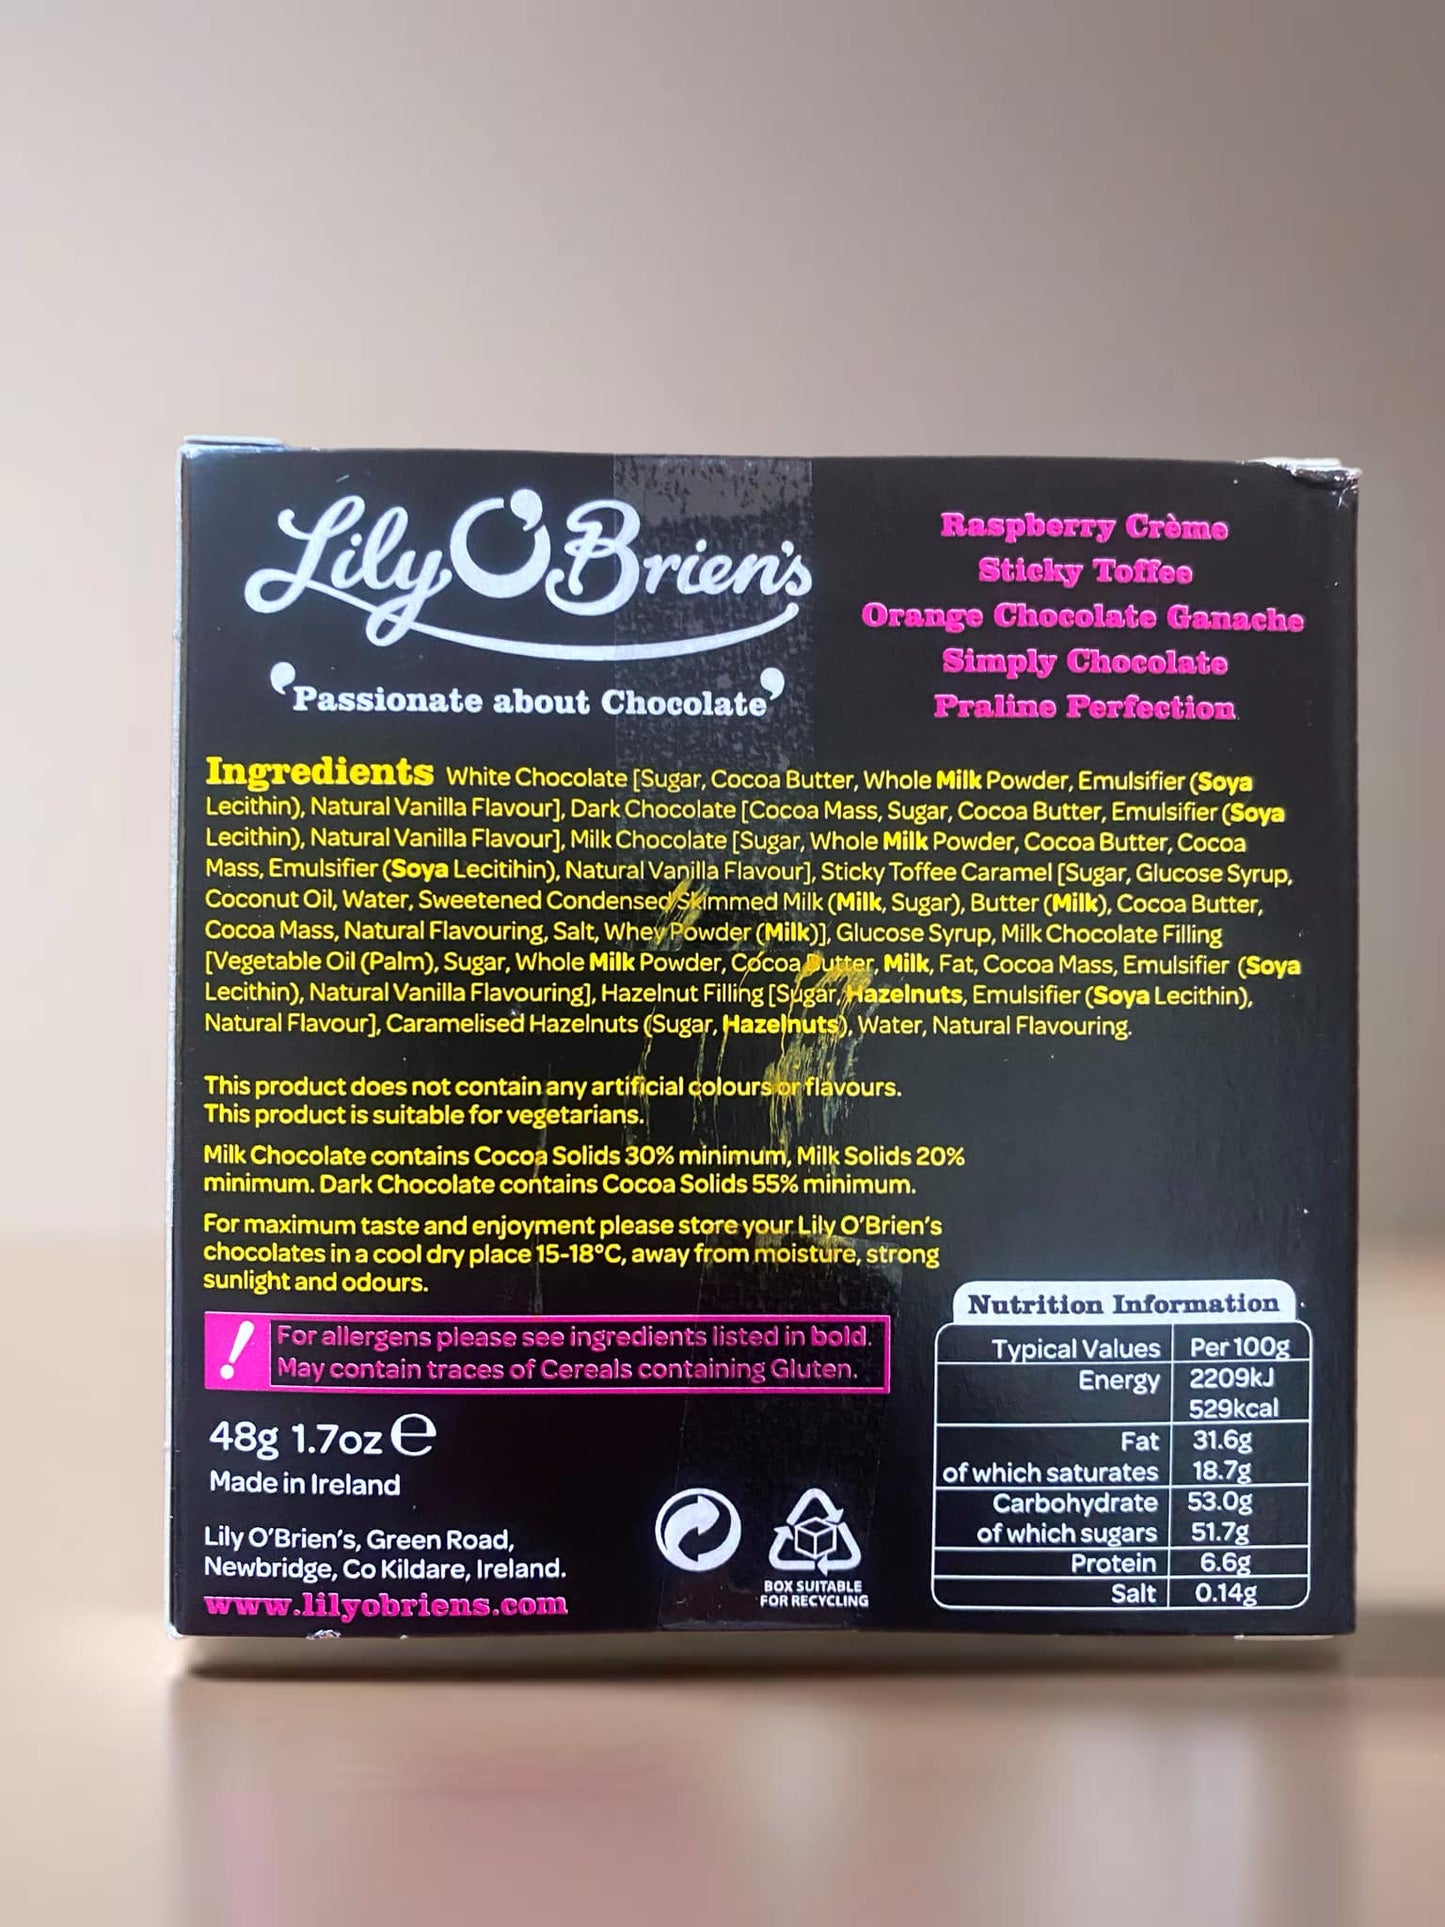 Lily O'Brien's
'Passionate about Chocolate'
Raspberry Crème
Sticky Toffee
Orange Chocolate Ganache
Simply Chocolate
Praline Perfection
Ingredients White Chocolate [Sugar, Cocoa Butter, Whole Milk Powder, Emulsifier (Soya
Lecithin), Natural Vanilla Flavour], Dark Chocolate [Cocoa Mass, Sugar, Cocoa Butter, Emulsifier (Soya
Lecithin), Natural Vanilla Flavour], Milk Chocolate [Sugar, Whole Milk Powder, Cocoa Butter, Cocoa
Mass, Emulsifier (Soya Lecitihin), Natural Vanilla Flavour], Sticky Toffee Caramel [Sugar, Glucose Syrup,
Coconut Oil, Water, Sweetened Condensed Skimmed Milk (Milk, Sugar), Butter (Milk), Cocoa Butter,
Cocoa Mass, Natural Flavouring, Salt, Whey Powder (Milk)], Glucose Syrup, Milk Chocolate Filling
[Vegetable Oil (Palm), Sugar, Whole Milk Powder, Cocoa Butter, Milk, Fat, Cocoa Mass, Emulsifier (Soya
Lecithin), Natural Vanilla Flavouring], Hazelnut Filling [Sugar, Hazelnuts, Emulsifier (Soya Lecithin),
Natural Flavour], Caramelised Hazelnuts (Sugar, Hazelnuts), Water, Natural Flavouring.
This product does not contain any artificial colours or flavours.
This product is suitable for vegetarians.
Milk Chocolate contains Cocoa Solids 30% minimum, Milk Solids 20%
minimum. Dark Chocolate contains Cocoa Solids 55% minimum.
For maximum taste and enjoyment please store your Lily O'Brien's
chocolates in a cool dry place 15-18°C, away from moisture, strong
sunlight and odours.
! For allergens please see ingredients listed in bold.
May contain traces of Cereals containing Gluten.
48g 1.7oz ℮
Made in Ireland
Lily O'Brien's, Green Road,
Newbridge, Co Kildare, Ireland.
www.lilyobriens.com
BOX SUITABLE
FOR RECYCLING
Nutrition Information
Typical Values Per 100g
Energy 2209kJ
529kcal
Fat 31.6g
of which saturates 18.7g
Carbohydrate 53.0g
of which sugars 51.7g
Protein 6.6g
Salt 0.14g